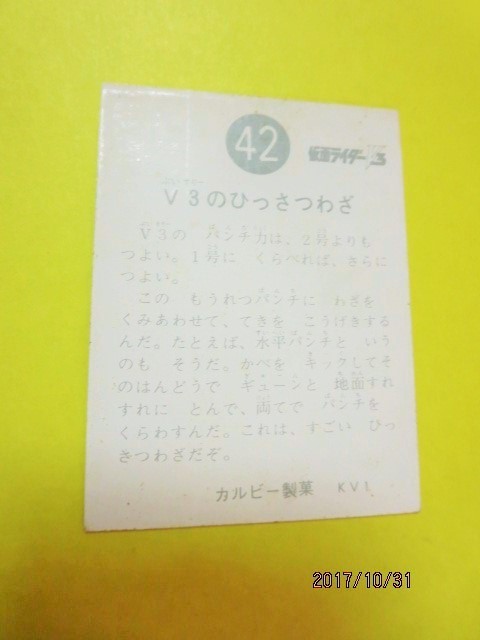 42
仮面ライダーV3
V3のひっさつわざ
V3の パンチ力は、2号よりも
つよい。1号に くらべれば、さらに
つよい。
この もうれつパンチに わざを
くみあわせて、てきを こうげきする
んだ。たとえば、水平パンチと いう
のも そうだ。かべを キックしてそ
のはんどうで ギューンと 地面すれ
すれに とんで、両てで パンチを
くらわすんだ。これは、すごい ひっ
さつわざだぞ。
カルビー製菓 KV1
2017/10/31